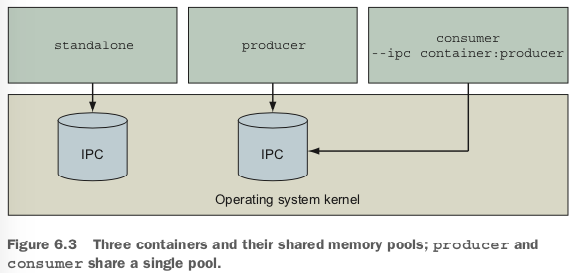 standalone
producer
consumer
--ipc container:producer
IPC
IPC
Operating system kernel
Figure 6.3 Three containers and their shared memory pools; producer and
consumer share a single pool.